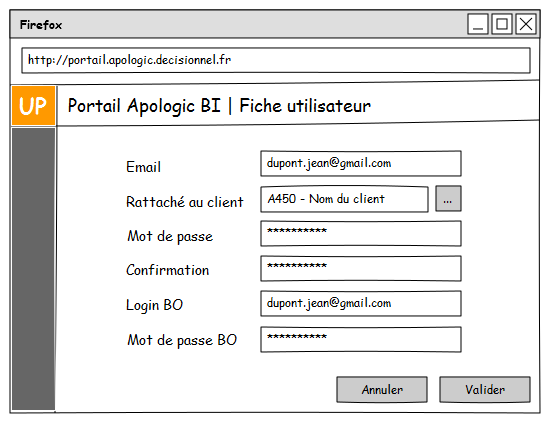 Firefox
http://portail.apologic.decisionnel.fr
UP Portail Apologic BI | Fiche utilisateur
Email dupont.jean@gmail.com
Rattaché au client A450 - Nom du client ...
Mot de passe **********
Confirmation **********
Login BO dupont.jean@gmail.com
Mot de passe BO **********
Annuler Valider